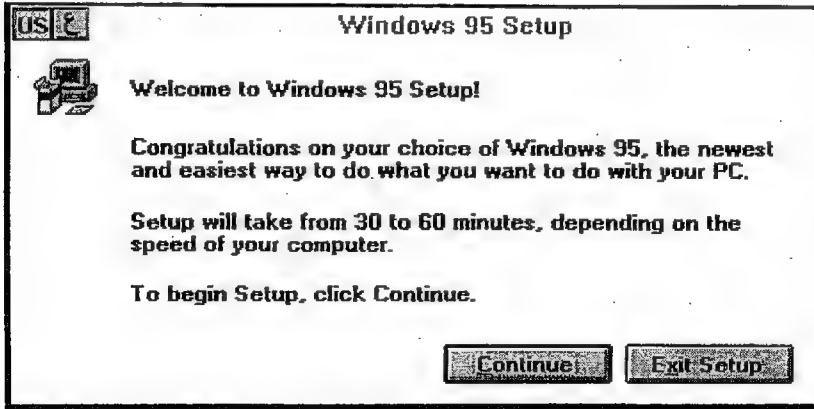 US ع
Windows 95 Setup
Welcome to Windows 95 Setup!
Congratulations on your choice of Windows 95, the newest
and easiest way to do what you want to do with your PC.
Setup will take from 30 to 60 minutes, depending on the
speed of your computer.
To begin Setup, click Continue.
Continue
Exit Setup